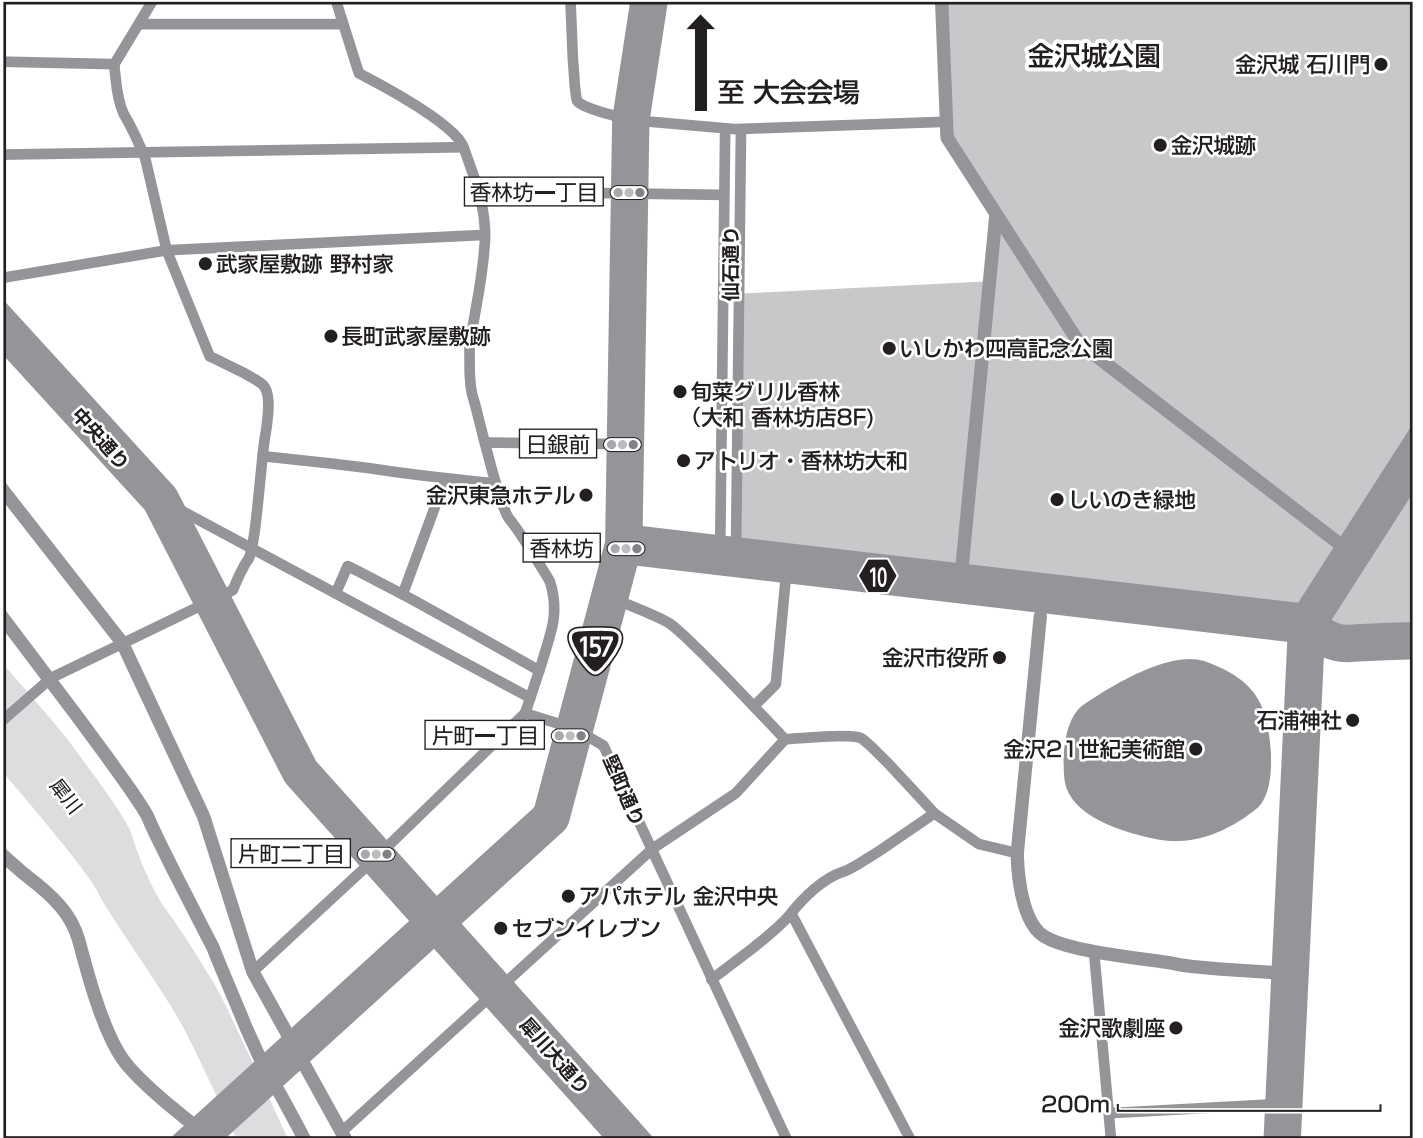 金沢城公園
金沢城 石川門
至 大会会場
金沢城跡
香林坊一丁目
仙石通り
武家屋敷跡 野村家
長町武家屋敷跡
いしかわ四高記念公園
旬菜グリル香林
(大和 香林坊店8F)
中央通り
日銀前
アトリオ・香林坊大和
金沢東急ホテル
しいのき緑地
香林坊
10
157
金沢市役所
石浦神社
片町一丁目
金沢21世紀美術館
竪町通り
犀川
片町二丁目
アパホテル 金沢中央
セブンイレブン
犀川大通り
金沢歌劇座
200m